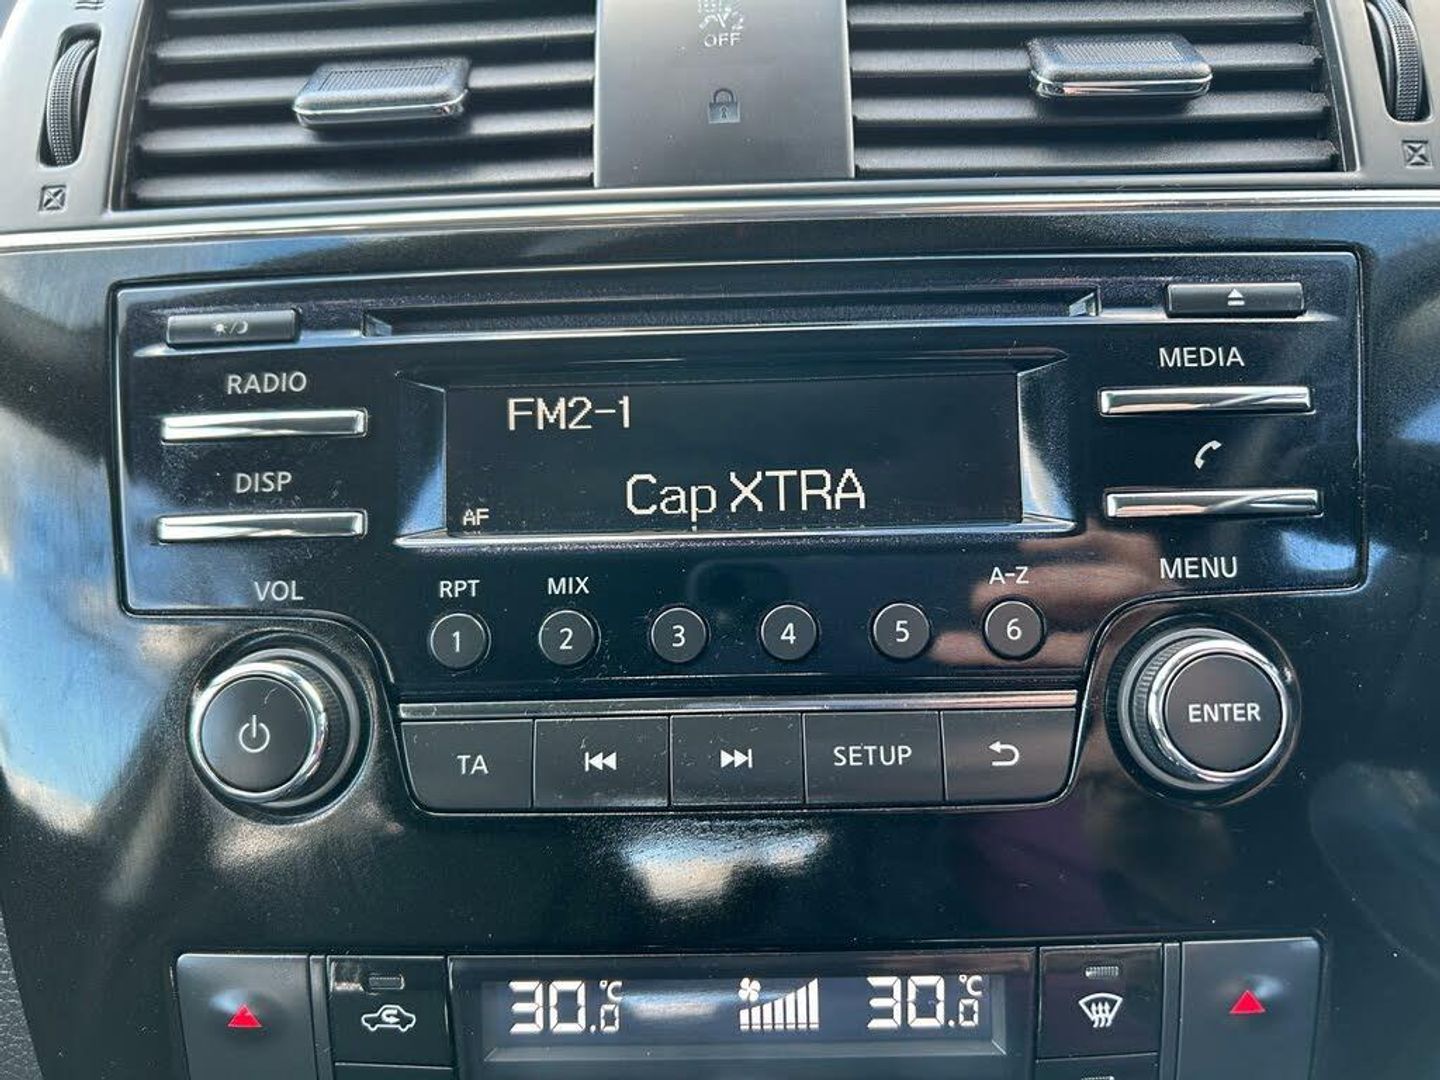 OFF
RADIO
MEDIA
FM2-1
DISP
Cap XTRA
AF
VOL
RPT
MIX
A-Z
MENU
1
2
3
4
5
6
ENTER
TA
SETUP
30.0°C
30.0°C